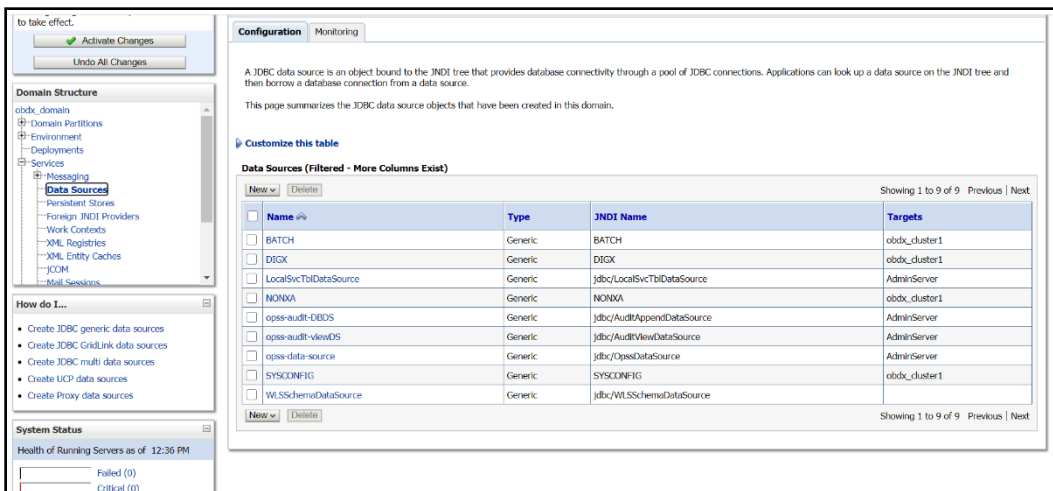 to take effect.
Activate Changes
Undo All Changes
Domain Structure
obdx_domain
Domain Partitions
Environment
Deployments
Services
Messaging
Data Sources
Persistent Stores
Foreign JNDI Providers
Work Contexts
XML Registries
XML Entity Caches
jCOM
Mail Sessions
How do I...
Create JDBC generic data sources
Create JDBC GridLink data sources
Create JDBC multi data sources
Create UCP data sources
Create Proxy data sources
System Status
Health of Running Servers as of 12:36 PM
Failed (0)
Critical (0)
Configuration Monitoring
A JDBC data source is an object bound to the JNDI tree that provides database connectivity through a pool of JDBC connections. Applications can look up a data source on the JNDI tree and
then borrow a database connection from a data source.
This page summarizes the JDBC data source objects that have been created in this domain.
Customize this table
Data Sources (Filtered - More Columns Exist)
New Delete Showing 1 to 9 of 9 Previous | Next
Name Type JNDI Name Targets
BATCH Generic BATCH obdx_cluster1
DIGX Generic DIGX obdx_cluster1
LocalSvcTblDataSource Generic jdbc/LocalSvcTblDataSource AdminServer
NONXA Generic NONXA obdx_cluster1
opss-audit-DBDS Generic jdbc/AuditAppendDataSource AdminServer
opss-audit-viewDS Generic jdbc/AuditViewDataSource AdminServer
opss-data-source Generic jdbc/OpssDataSource AdminServer
SYSCONFIG Generic SYSCONFIG obdx_cluster1
WLSSchemaDataSource Generic jdbc/WLSSchemaDataSource
New Delete Showing 1 to 9 of 9 Previous | Next